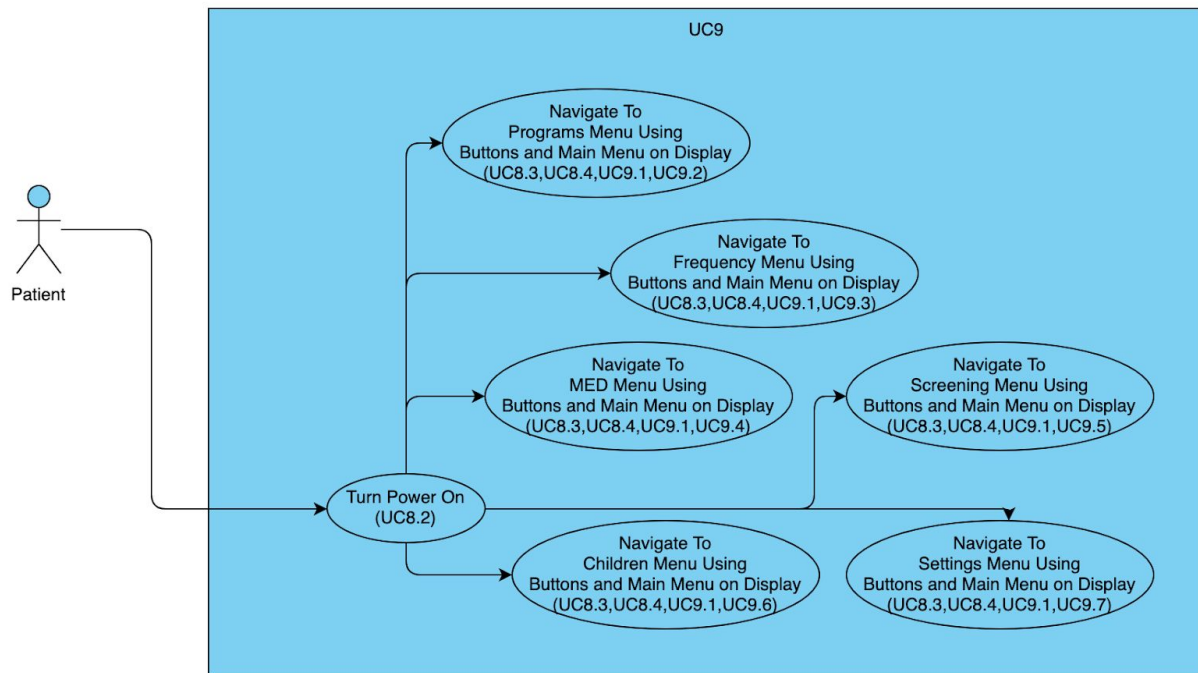 UC9
Navigate To
Programs Menu Using
Buttons and Main Menu on Display
(UC8.3,UC8.4,UC9.1,UC9.2)
Patient
Navigate To
Frequency Menu Using
Buttons and Main Menu on Display
(UC8.3,UC8.4,UC9.1,UC9.3)
Navigate To
MED Menu Using
Buttons and Main Menu on Display
(UC8.3,UC8.4,UC9.1,UC9.4)
Navigate To
Screening Menu Using
Buttons and Main Menu on Display
(UC8.3,UC8.4,UC9.1,UC9.5)
Turn Power On
(UC8.2)
Navigate To
Children Menu Using
Buttons and Main Menu on Display
(UC8.3,UC8.4,UC9.1,UC9.6)
Navigate To
Settings Menu Using
Buttons and Main Menu on Display
(UC8.3,UC8.4,UC9.1,UC9.7)